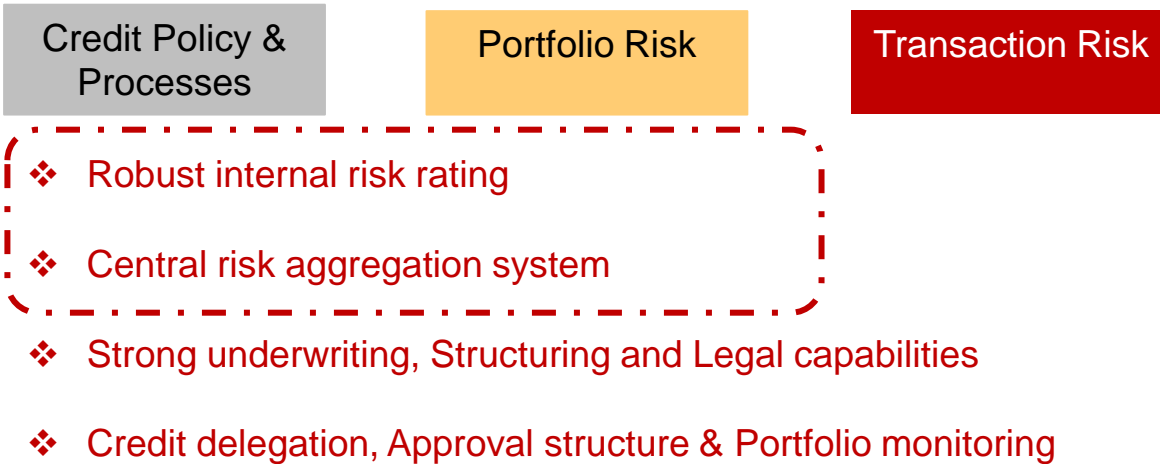 Credit Policy &
Processes
Portfolio Risk
Transaction Risk
❖ Robust internal risk rating
❖ Central risk aggregation system
❖ Strong underwriting, Structuring and Legal capabilities
❖ Credit delegation, Approval structure & Portfolio monitoring